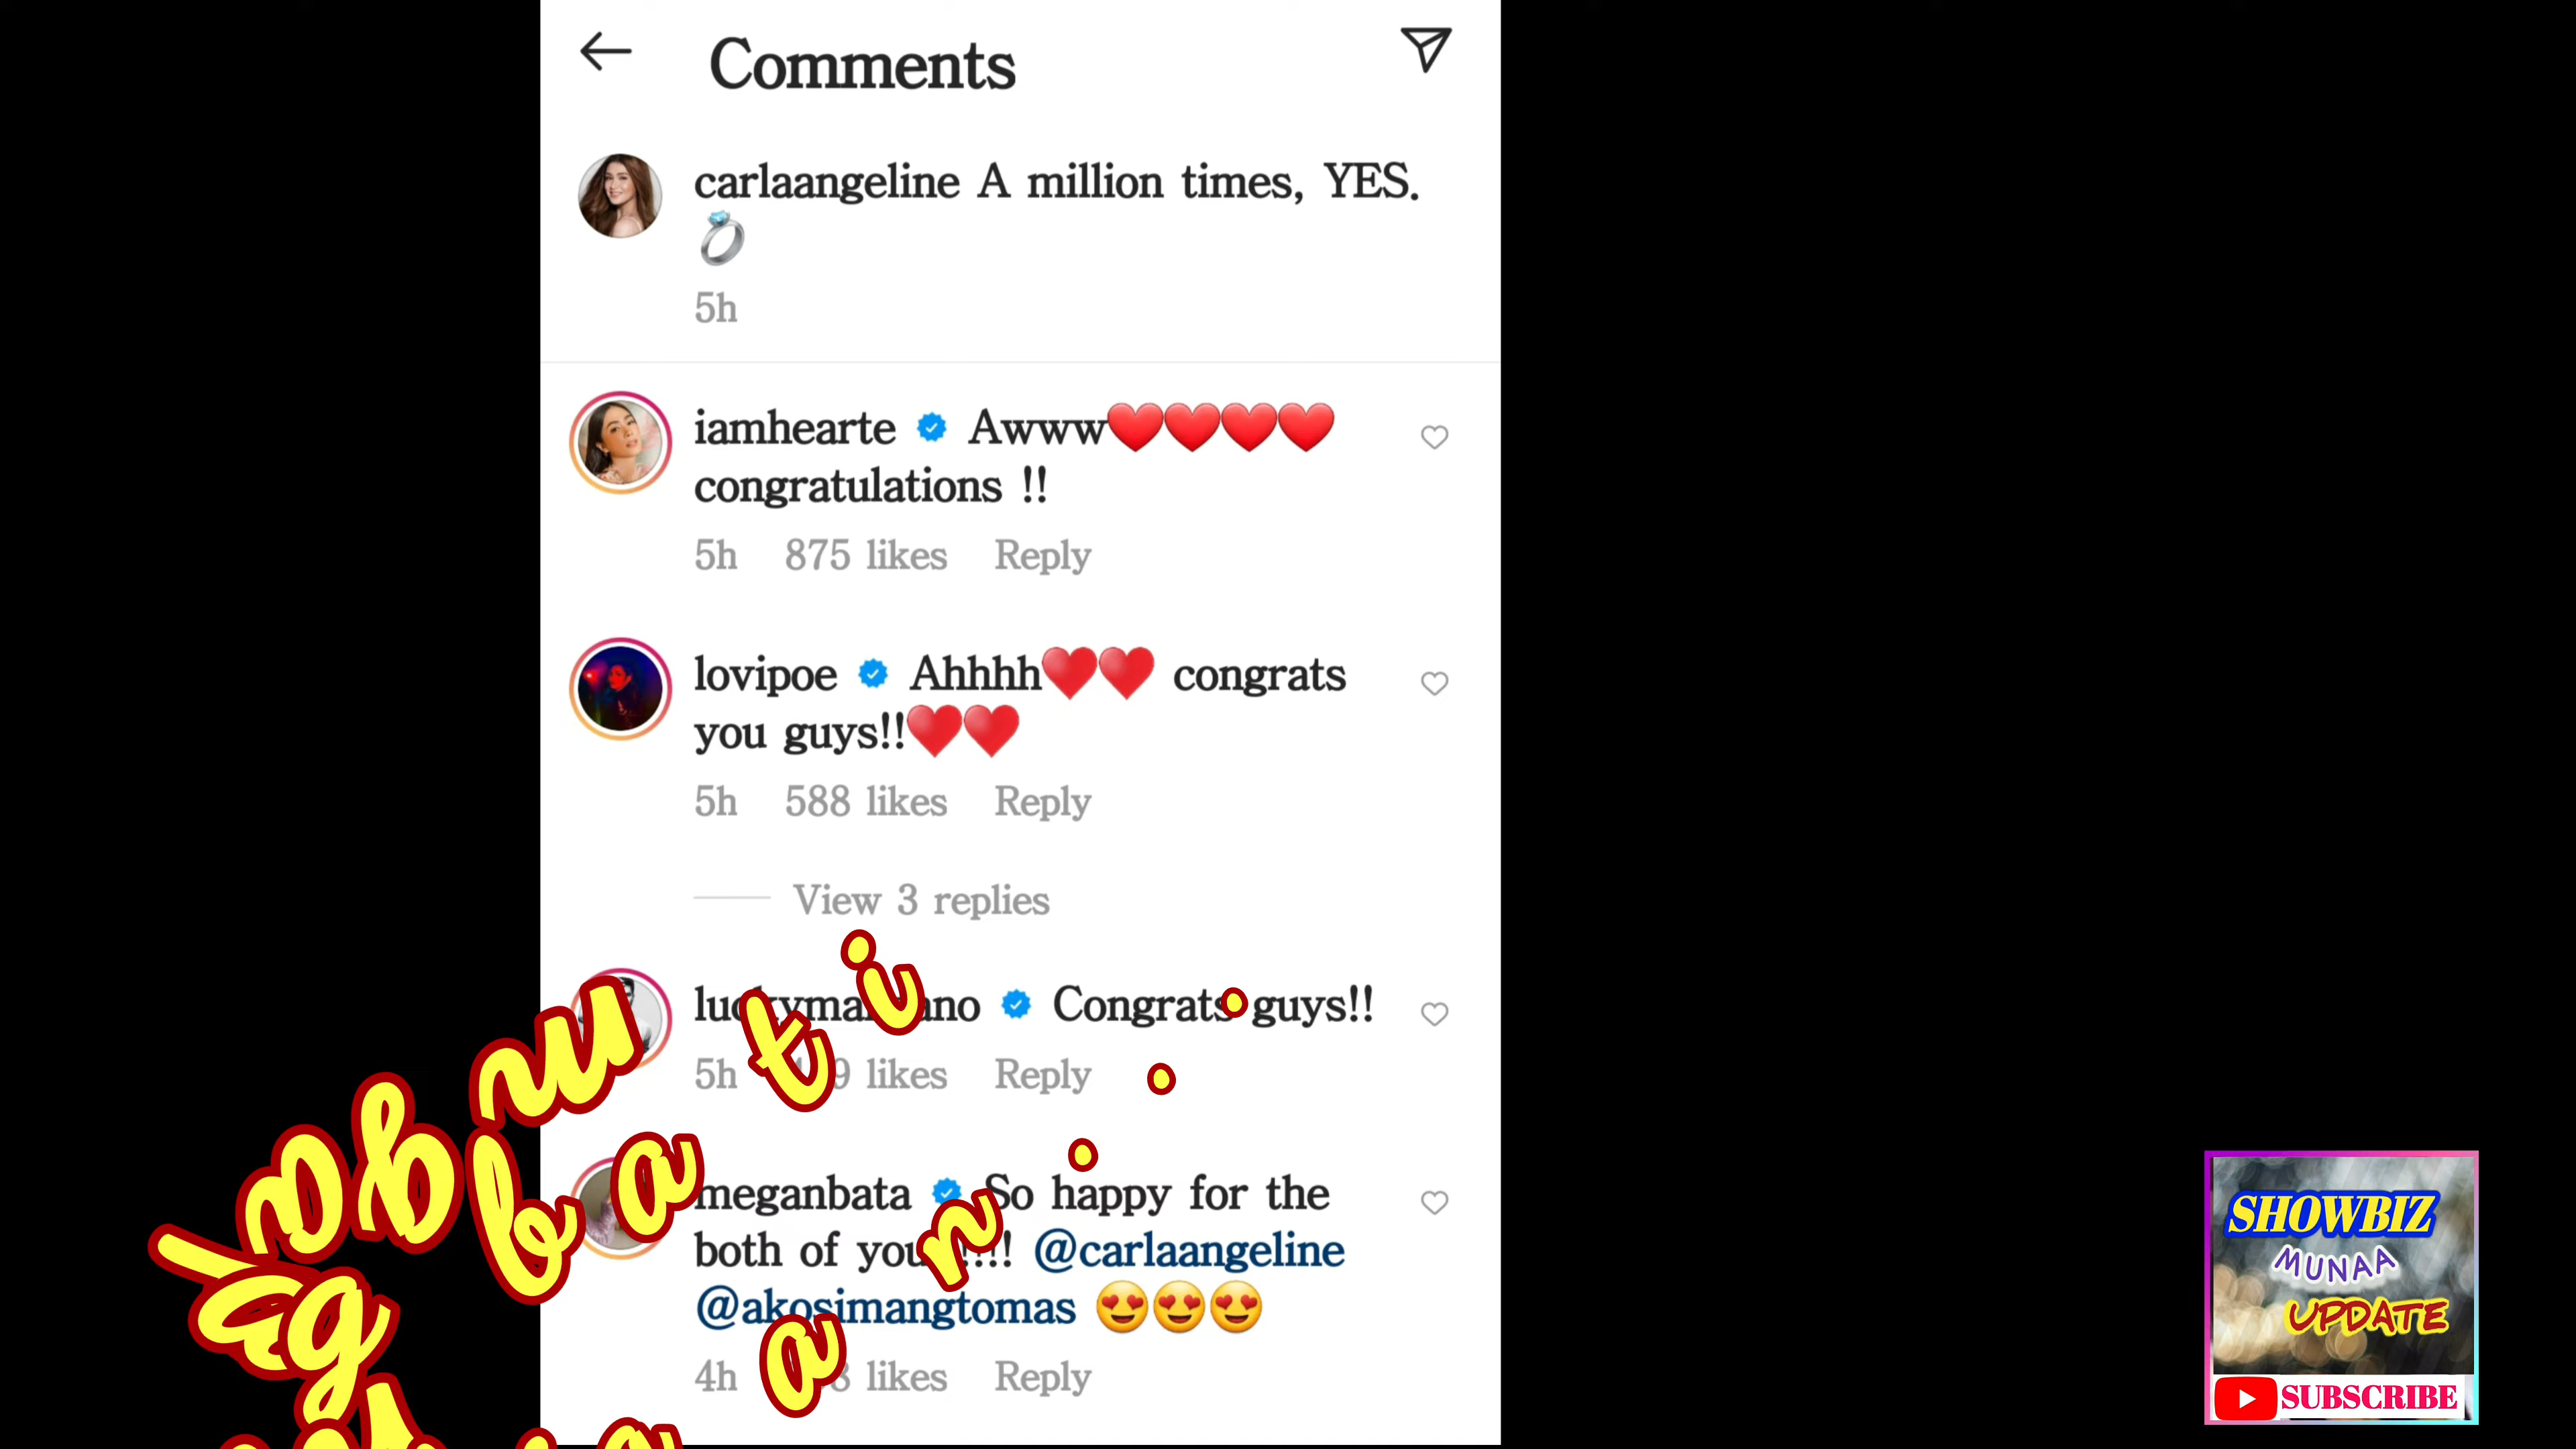 Comments
carlaangeline A million times, YES.
5h
iamhearte Awww
congratulations !!
5h 875 likes Reply
lovipoe Ahhhh congrats
you guys!!
5h 588 likes Reply
View 3 replies
Congrats guys!!
5h likes Reply
meganbata So happy for the
both of you !!!! @carlaangeline
@akosimangtomas
4h likes Reply
SHOWBIZ
MUNAA
UPDATE
SUBSCRIBE